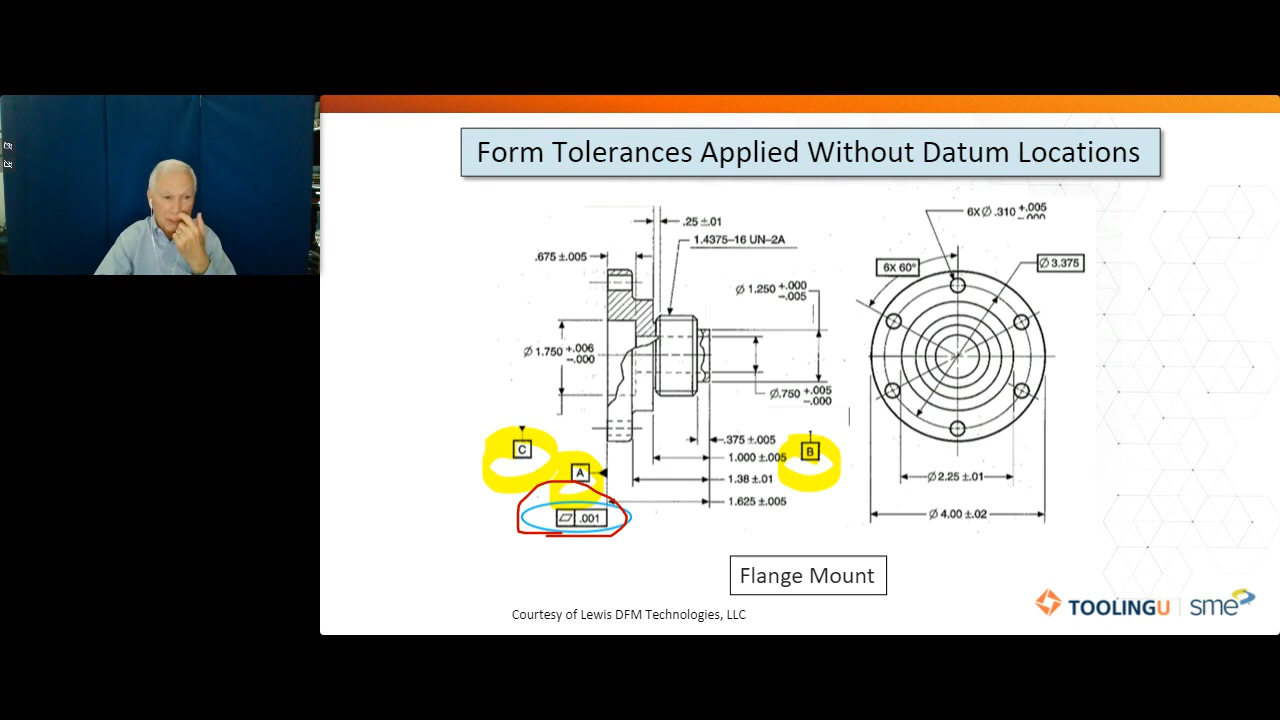 Form Tolerances Applied Without Datum Locations
.25 ±.01
1.4375–16 UN–2A
.675 ±.005
Ø 1.250 +.000
–.005
Ø 1.750 +.006
–.000
Ø.750 +.005
–.000
.375 ±.005
1.000 ±.005
1.38 ±.01
1.625 ±.005
C
A
B
.001
6X Ø .310 +.005
–.000
6X 60°
Ø 3.375
Ø 2.25 ±.01
Ø 4.00 ±.02
Flange Mount
Courtesy of Lewis DFM Technologies, LLC
TOOLINGU | sme